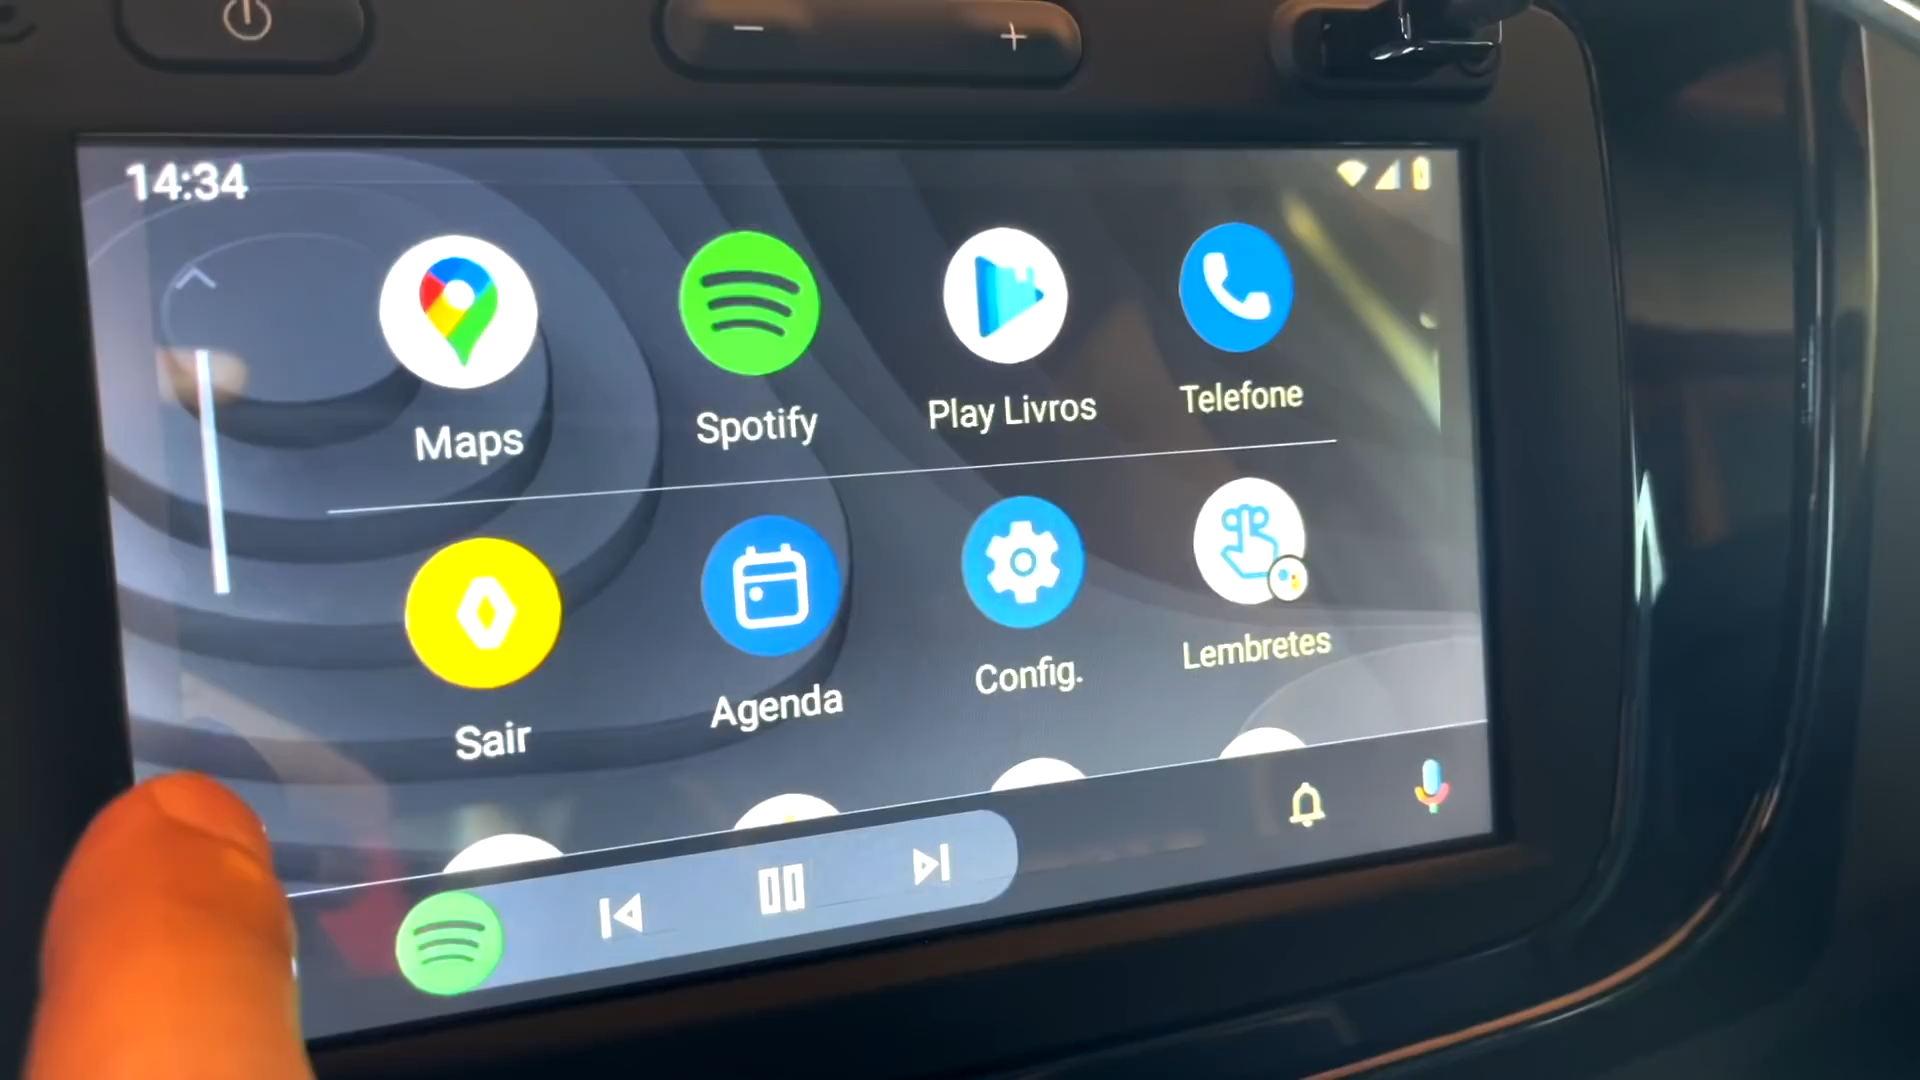 14:34
Maps
Spotify
Play Livros
Telefone
Sair
Agenda
Config.
Lembretes